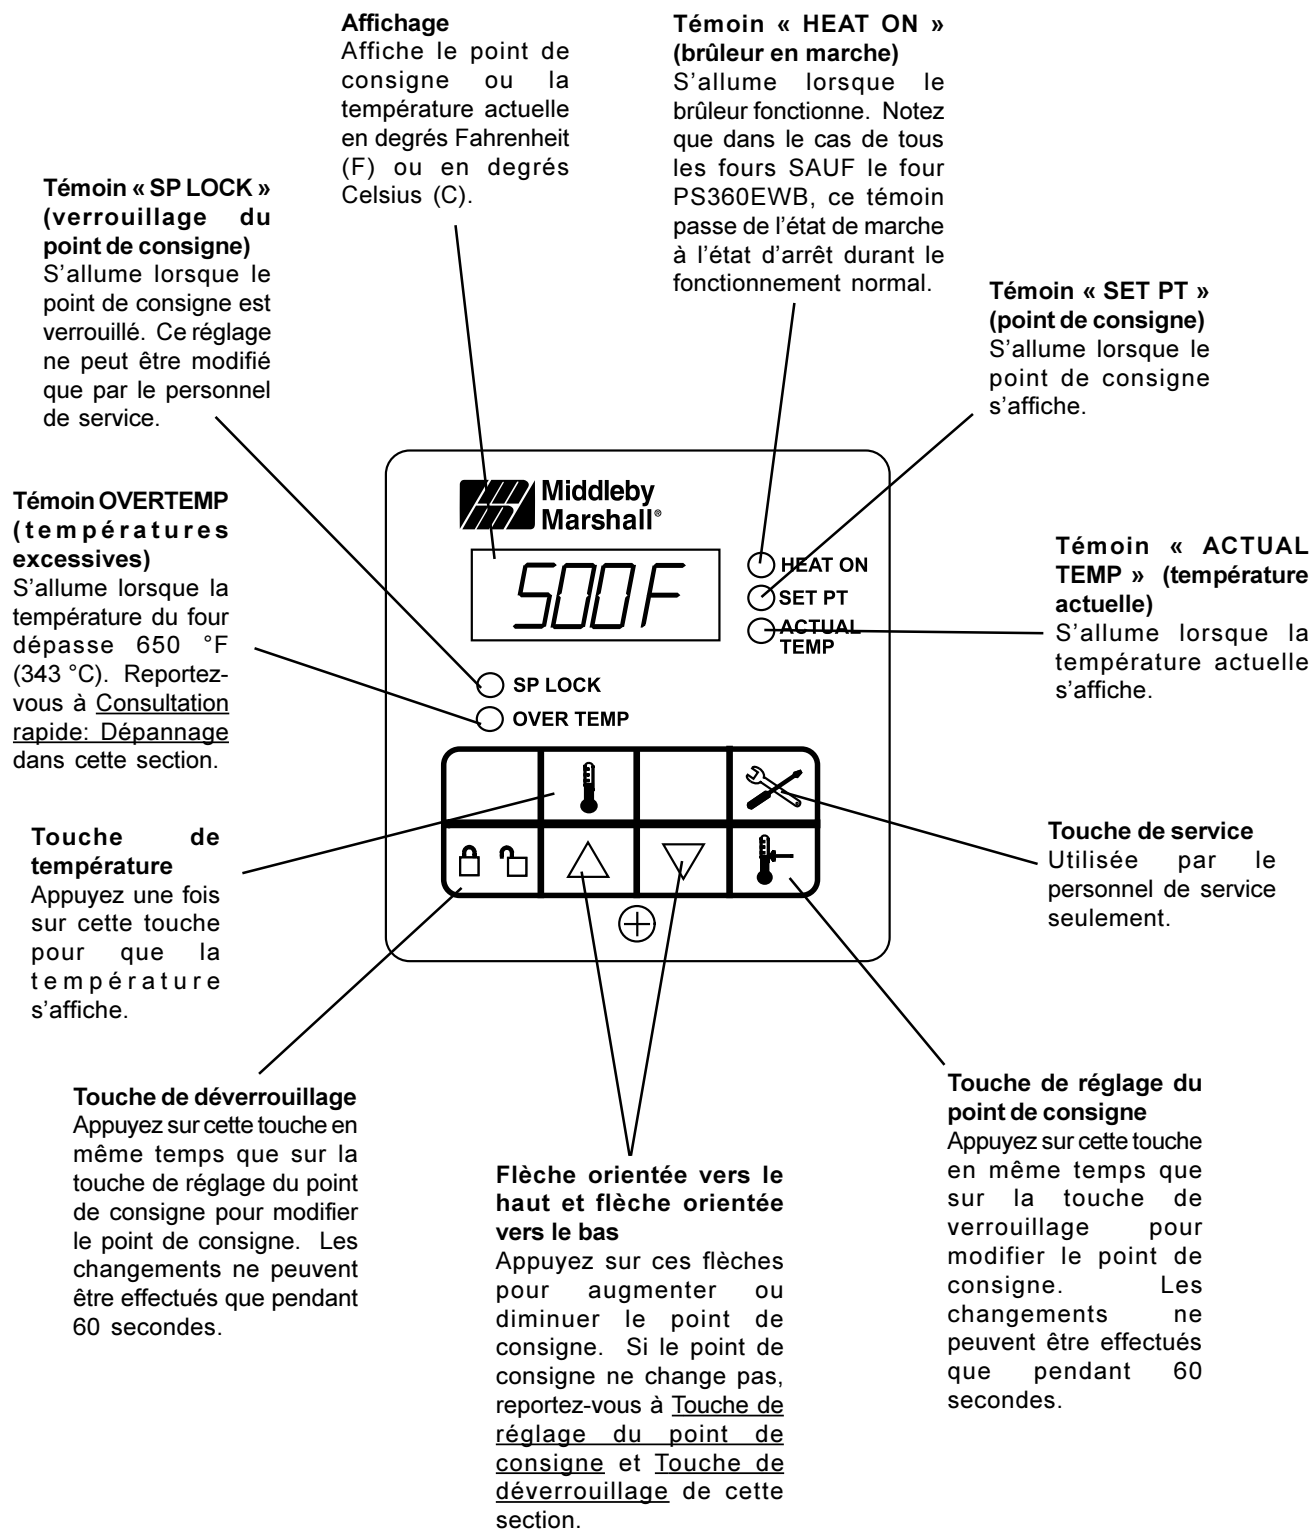 Affichage
Affiche le point de
consigne ou la
température actuelle
en degrés Fahrenheit
(F) ou en degrés
Celsius (C).
Témoin « HEAT ON »
(brûleur en marche)
S'allume lorsque le
brûleur fonctionne. Notez
que dans le cas de tous
les fours SAUF le four
PS360EWB, ce témoin
passe de l'état de marche
à l'état d'arrêt durant le
fonctionnement normal.
Témoin « SP LOCK »
(verrouillage du
point de consigne)
S'allume lorsque le
point de consigne est
verrouillé. Ce réglage
ne peut être modifié
que par le personnel
de service.
Témoin « SET PT »
(point de consigne)
S'allume lorsque le
point de consigne
s'affiche.
Témoin OVERTEMP
(températures
excessives)
S'allume lorsque la
température du four
dépasse 650 °F
(343 °C). Reportez-
vous à Consultation
rapide: Dépannage
dans cette section.
Middleby
Marshall®
500F
HEAT ON
SET PT
ACTUAL
TEMP
SP LOCK
OVER TEMP
Témoin « ACTUAL
TEMP » (température
actuelle)
S'allume lorsque la
température actuelle
s'affiche.
Touche de
température
Appuyez une fois
sur cette touche
pour que la
température
s'affiche.
Touche de service
Utilisée par le
personnel de service
seulement.
Touche de déverrouillage
Appuyez sur cette touche en
même temps que sur la
touche de réglage du point
de consigne pour modifier
le point de consigne. Les
changements ne peuvent
être effectués que pendant
60 secondes.
Flèche orientée vers le
haut et flèche orientée
vers le bas
Appuyez sur ces flèches
pour augmenter ou
diminuer le point de
consigne. Si le point de
consigne ne change pas,
reportez-vous à Touche de
réglage du point de
consigne et Touche de
déverrouillage de cette
section.
Touche de réglage du
point de consigne
Appuyez sur cette touche
en même temps que
sur la touche de
verrouillage pour
modifier le point de
consigne. Les
changements ne
peuvent être effectués
que pendant 60
secondes.